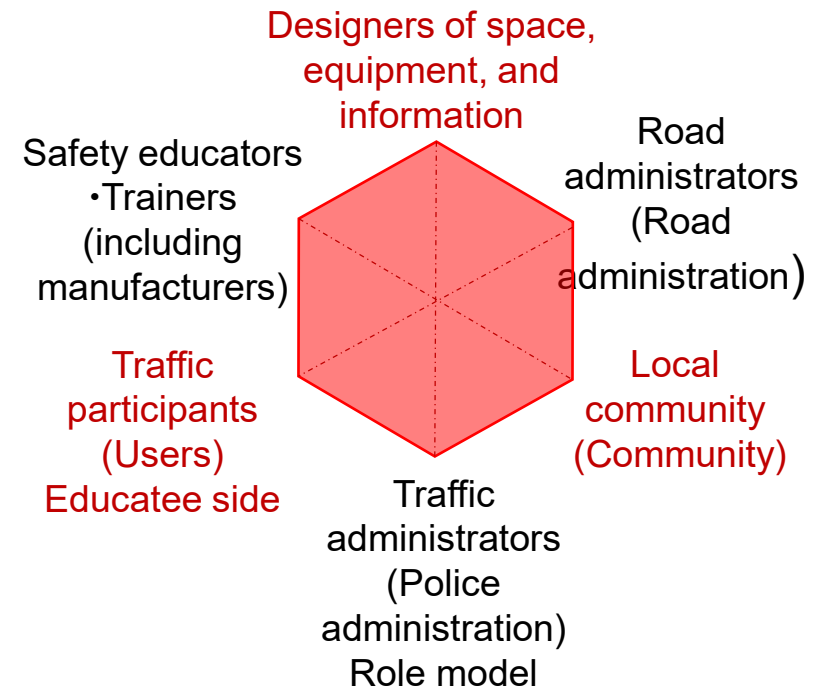 Designers of space,
equipment, and
information
Road
administrators
(Road
administration)
Safety educators
・Trainers
(including
manufacturers)
Traffic
participants
(Users)
Educatee side
Local
community
(Community)
Traffic
administrators
(Police
administration)
Role model